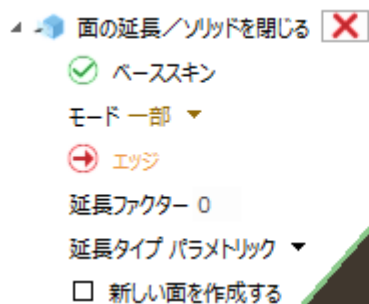 面の延長／ソリッドを閉じる
ベーススキン
モード 一部
エッジ
延長ファクター 0
延長タイプ パラメトリック
新しい面を作成する